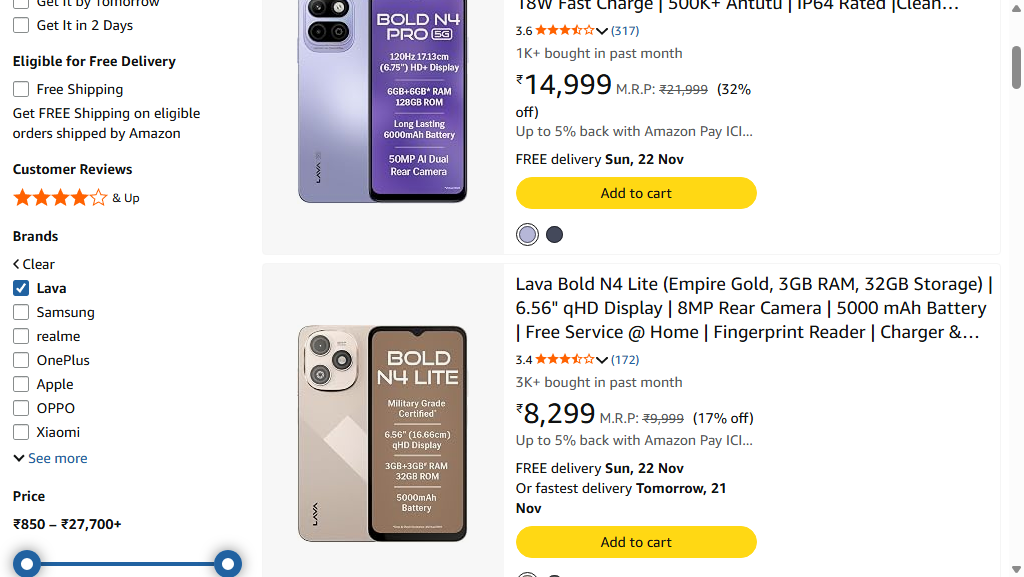 Get It by Tomorrow
Get It in 2 Days
Eligible for Free Delivery
Free Shipping
Get FREE Shipping on eligible
orders shipped by Amazon
Customer Reviews
& Up
Brands
Clear
Lava
Samsung
realme
OnePlus
Apple
OPPO
Xiaomi
See more
Price
₹850 – ₹27,700+
BOLD N4
PRO 5G
120Hz 17.13cm
(6.75") HD+ Display
6GB+6GB* RAM
128GB ROM
Long Lasting
6000mAh Battery
50MP AI Dual
Rear Camera
LAVA
18W Fast Charge | 500K+ Antutu | IP64 Rated |Clean…
3.6 (317)
1K+ bought in past month
₹14,999 M.R.P: ₹21,999 (32%
off)
Up to 5% back with Amazon Pay ICI…
FREE delivery Sun, 22 Nov
Add to cart
BOLD
N4 LITE
Military Grade
Certified*
6.56" (16.66cm)
qHD Display
3GB+3GB* RAM
32GB ROM
5000mAh
Battery
LAVA
Lava Bold N4 Lite (Empire Gold, 3GB RAM, 32GB Storage) |
6.56" qHD Display | 8MP Rear Camera | 5000 mAh Battery
| Free Service @ Home | Fingerprint Reader | Charger &…
3.4 (172)
3K+ bought in past month
₹8,299 M.R.P: ₹9,999 (17% off)
Up to 5% back with Amazon Pay ICI…
FREE delivery Sun, 22 Nov
Or fastest delivery Tomorrow, 21
Nov
Add to cart